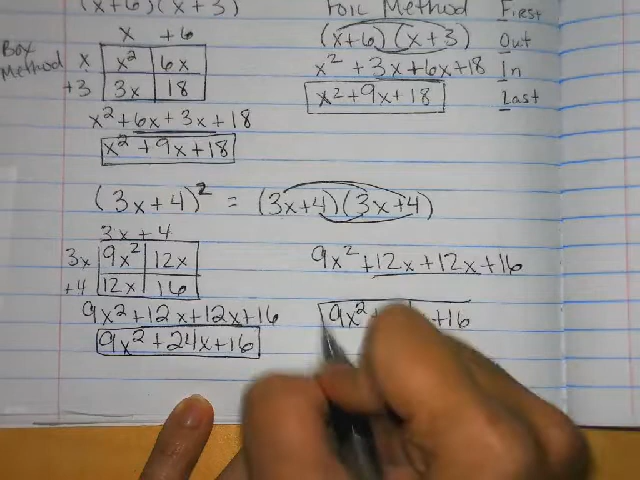 (x+6)(x+3)
Box Method
x +6
x x² 6x
+3 3x 18
x²+6x+3x+18
x²+9x+18
Foil Method
(x+6)(x+3)
x²+3x+6x+18
x²+9x+18
First
Out
In
Last
(3x+4)² = (3x+4)(3x+4)
3x+4
3x 9x² 12x
+4 12x 16
9x²+12x+12x+16
9x²+24x+16
9x²+12x+12x+16
9x² +16